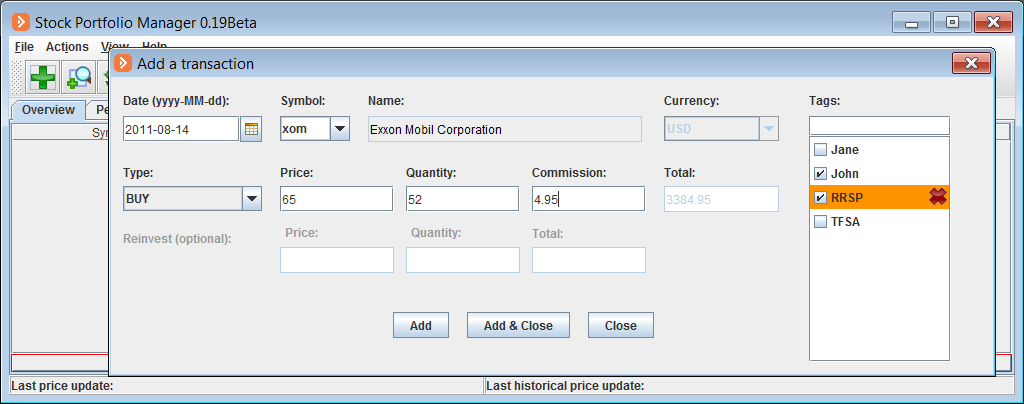 Stock Portfolio Manager 0.19Beta
File Actions View Help
Add a transaction
Overview
Date (yyyy-MM-dd): Symbol: Name: Currency: Tags:
2011-08-14 xom Exxon Mobil Corporation USD
Jane
John
Type: Price: Quantity: Commission: Total:
BUY 65 52 4.95 3384.95
RRSP
TFSA
Reinvest (optional): Price: Quantity: Total:
Add Add & Close Close
Last price update: Last historical price update: